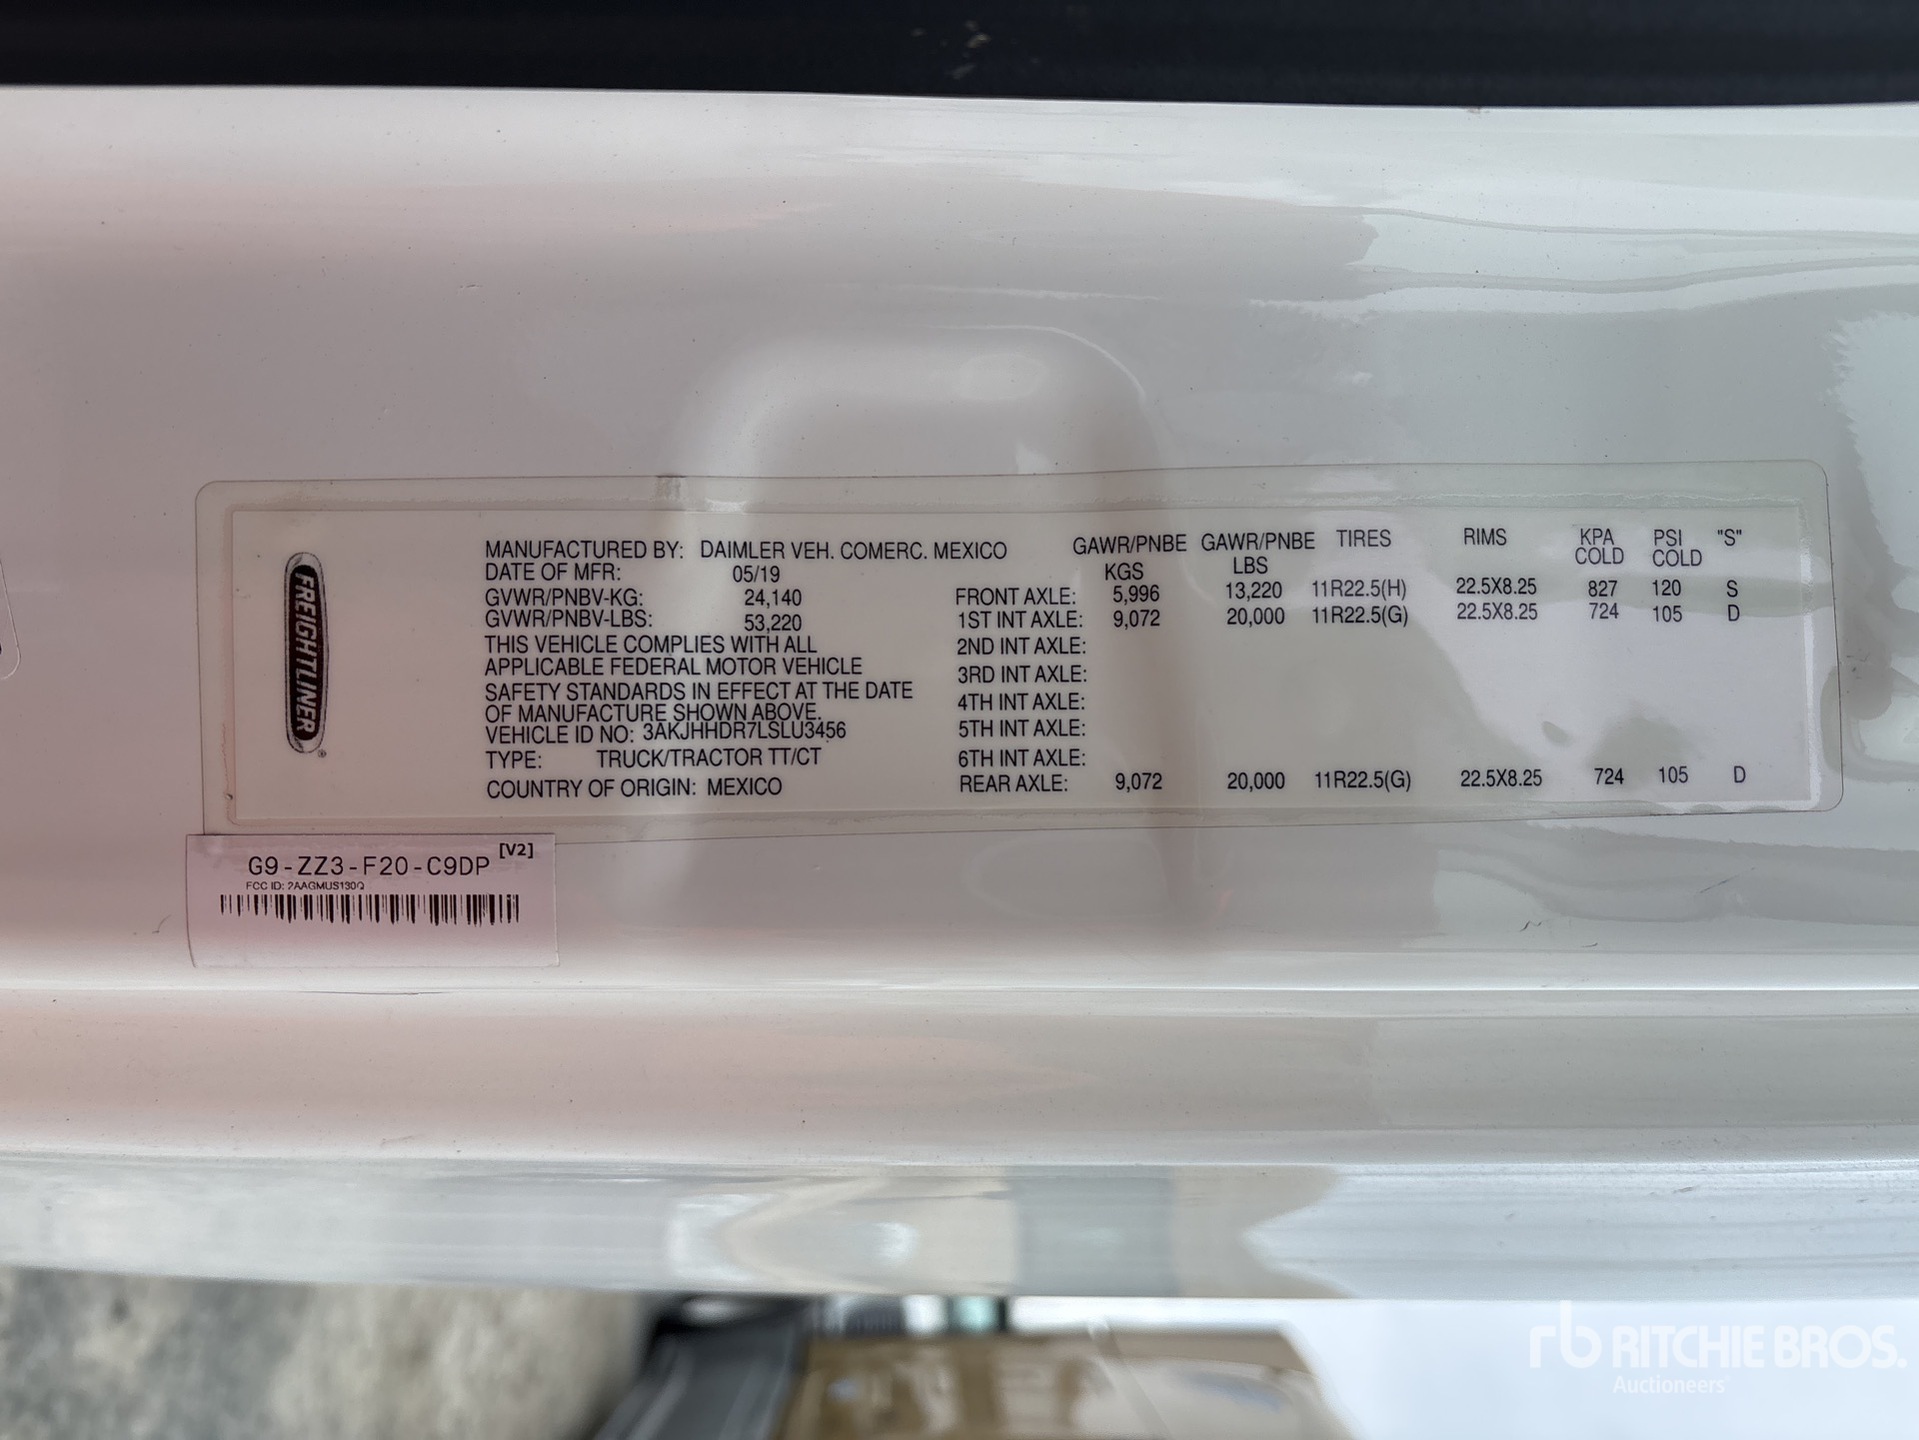 FREIGHTLINER
MANUFACTURED BY: DAIMLER VEH. COMERC. MEXICO
DATE OF MFR: 05/19
GVWR/PNBV-KG: 24,140
GVWR/PNBV-LBS: 53,220
THIS VEHICLE COMPLIES WITH ALL
APPLICABLE FEDERAL MOTOR VEHICLE
SAFETY STANDARDS IN EFFECT AT THE DATE
OF MANUFACTURE SHOWN ABOVE.
VEHICLE ID NO: 3AKJHHDR7LSLU3456
TYPE: TRUCK/TRACTOR TT/CT
COUNTRY OF ORIGIN: MEXICO
GAWR/PNBE GAWR/PNBE TIRES RIMS KPA PSI "S"
KGS LBS COLD COLD
FRONT AXLE: 5,996 13,220 11R22.5(H) 22.5X8.25 827 120 S
1ST INT AXLE: 9,072 20,000 11R22.5(G) 22.5X8.25 724 105 D
2ND INT AXLE:
3RD INT AXLE:
4TH INT AXLE:
5TH INT AXLE:
6TH INT AXLE:
REAR AXLE: 9,072 20,000 11R22.5(G) 22.5X8.25 724 105 D
G9-ZZ3-F20-C9DP [V2]
FCC ID: 2AAGMUS130Q
rb RITCHIE BROS.
Auctioneers